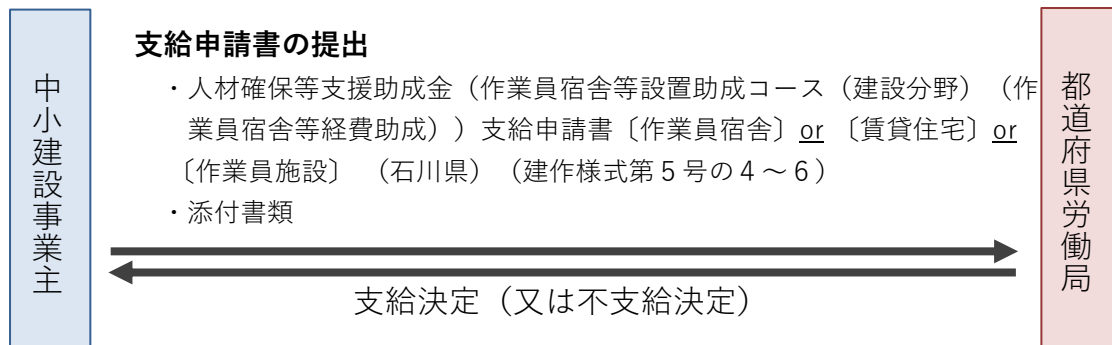 中小建設事業主
支給申請書の提出
・人材確保等支援助成金（作業員宿舎等設置助成コース（建設分野）（作
業員宿舎等経費助成））支給申請書〔作業員宿舎〕or 〔賃貸住宅〕or
〔作業員施設〕（石川県）（建作様式第５号の４～６）
・添付書類
支給決定（又は不支給決定）
都道府県労働局